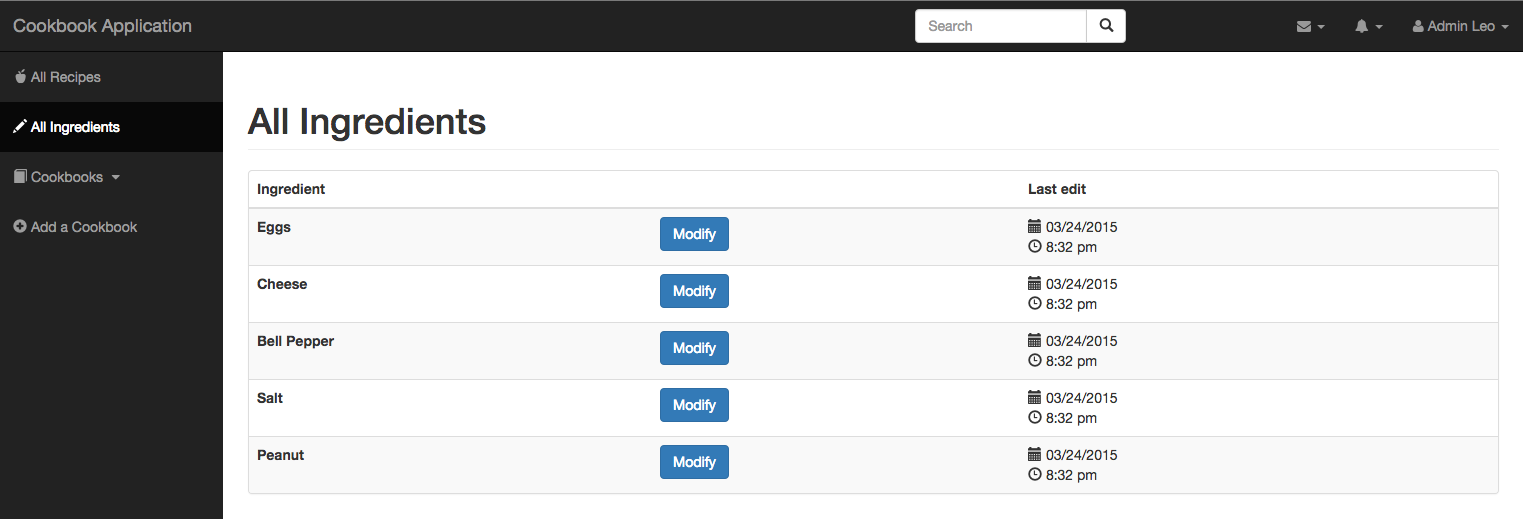 Cookbook Application
Search
Admin Leo
All Recipes
All Ingredients
Cookbooks
Add a Cookbook
All Ingredients
Ingredient Last edit
Eggs Modify 03/24/2015
8:32 pm
Cheese Modify 03/24/2015
8:32 pm
Bell Pepper Modify 03/24/2015
8:32 pm
Salt Modify 03/24/2015
8:32 pm
Peanut Modify 03/24/2015
8:32 pm